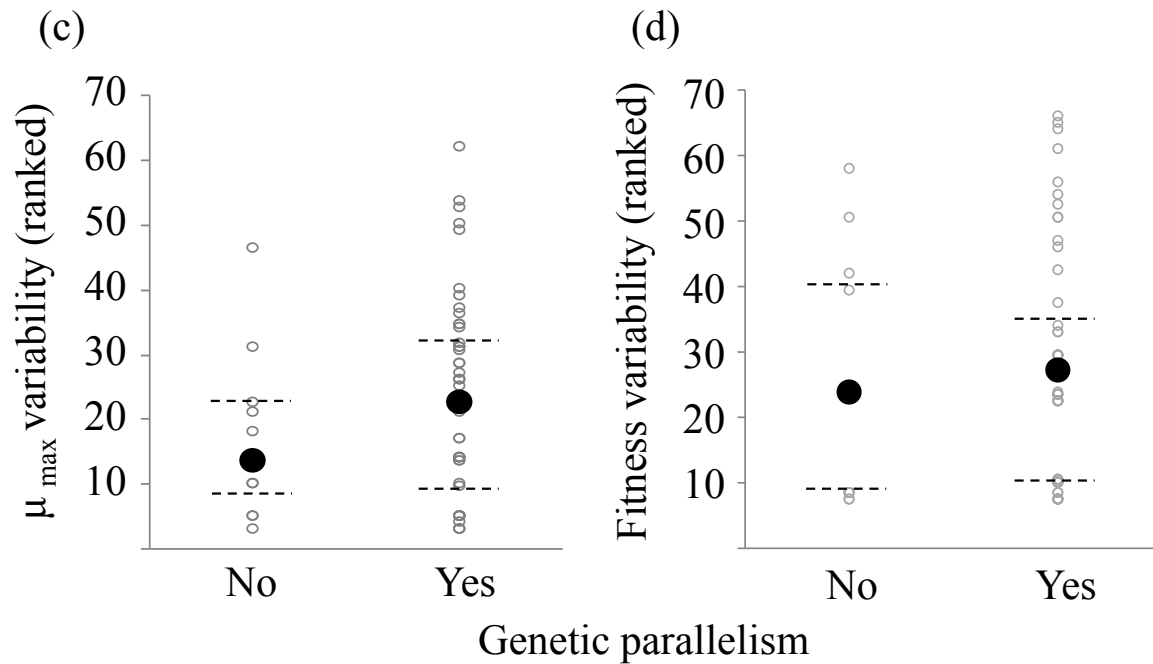 (c)
μ max variability (ranked)
70
60
50
40
30
20
10
No
Yes
(d)
Fitness variability (ranked)
70
60
50
40
30
20
10
No
Yes
Genetic parallelism